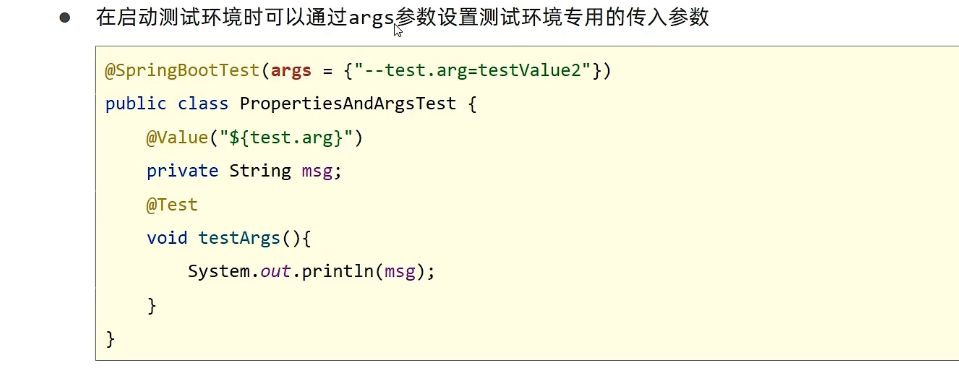 ● 在启动测试环境时可以通过args参数设置测试环境专用的传入参数
@SpringBootTest(args = {"--test.arg=testValue2"})
public class PropertiesAndArgsTest {
    @Value("${test.arg}")
    private String msg;
    @Test
    void testArgs(){
        System.out.println(msg);
    }
}